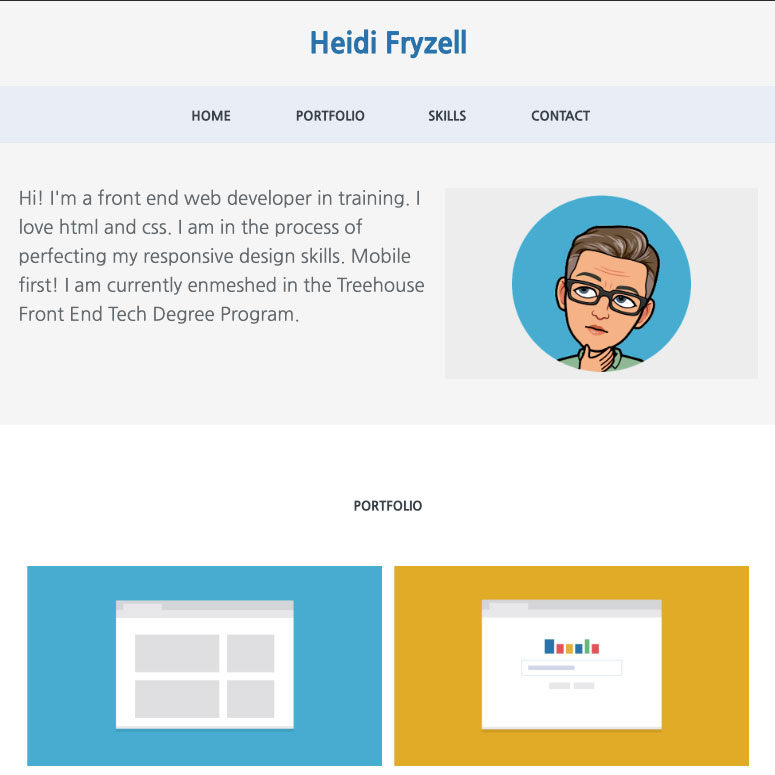 Heidi Fryzell
HOME PORTFOLIO SKILLS CONTACT
Hi! I'm a front end web developer in training. I
love html and css. I am in the process of
perfecting my responsive design skills. Mobile
first! I am currently enmeshed in the Treehouse
Front End Tech Degree Program.
PORTFOLIO